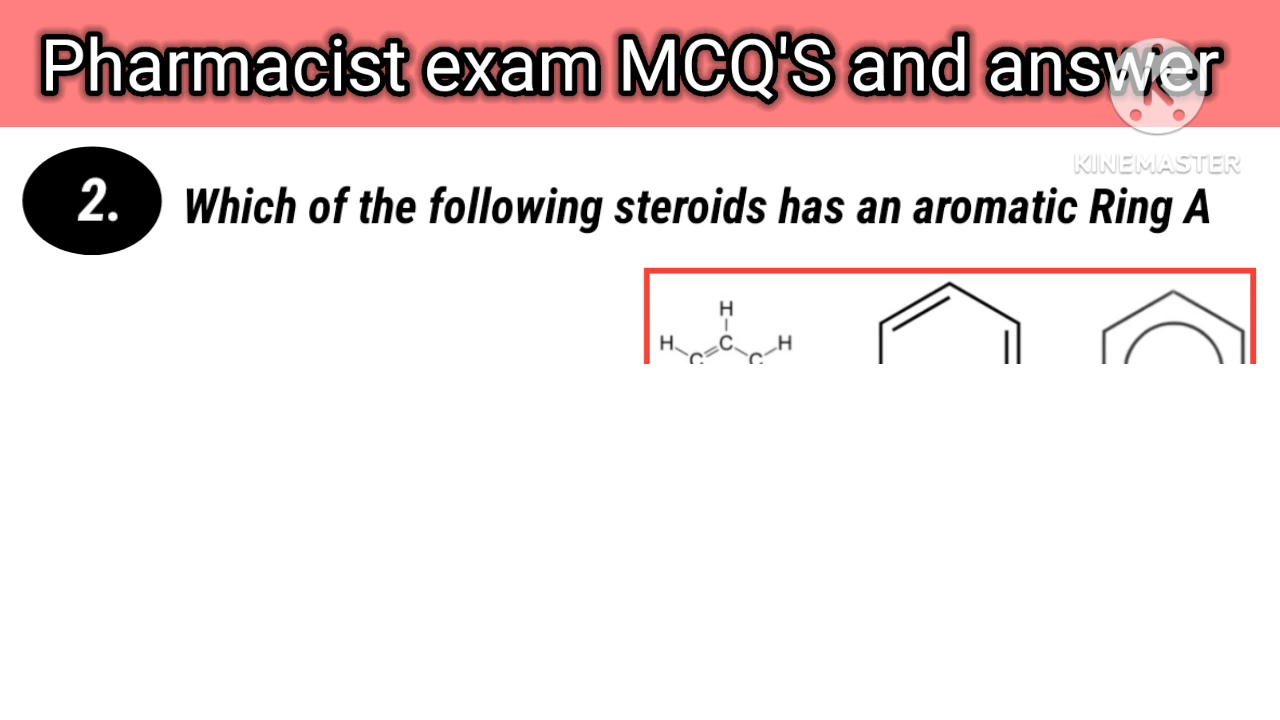 Pharmacist exam MCQ'S and answer
KINEMASTER
2. Which of the following steroids has an aromatic Ring A
H
H C H
C C